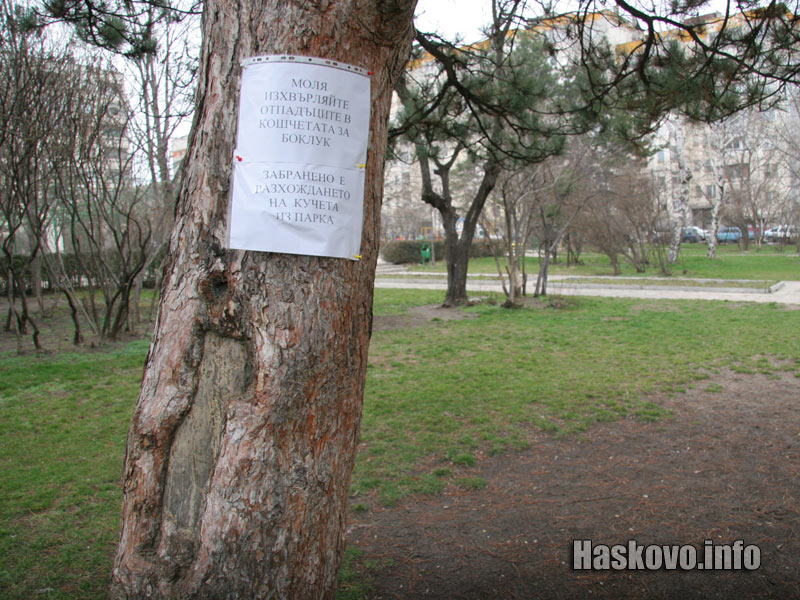 МОЛЯ
ИЗХВЪРЛЯЙТЕ
ОТПАДЪЦИТЕ В
КОШЧЕТАТА ЗА
БОКЛУК
ЗАБРАНЕНО Е
РАЗХОЖДАНЕТО
НА КУЧЕТА
ИЗ ПАРКА
Haskovo.info